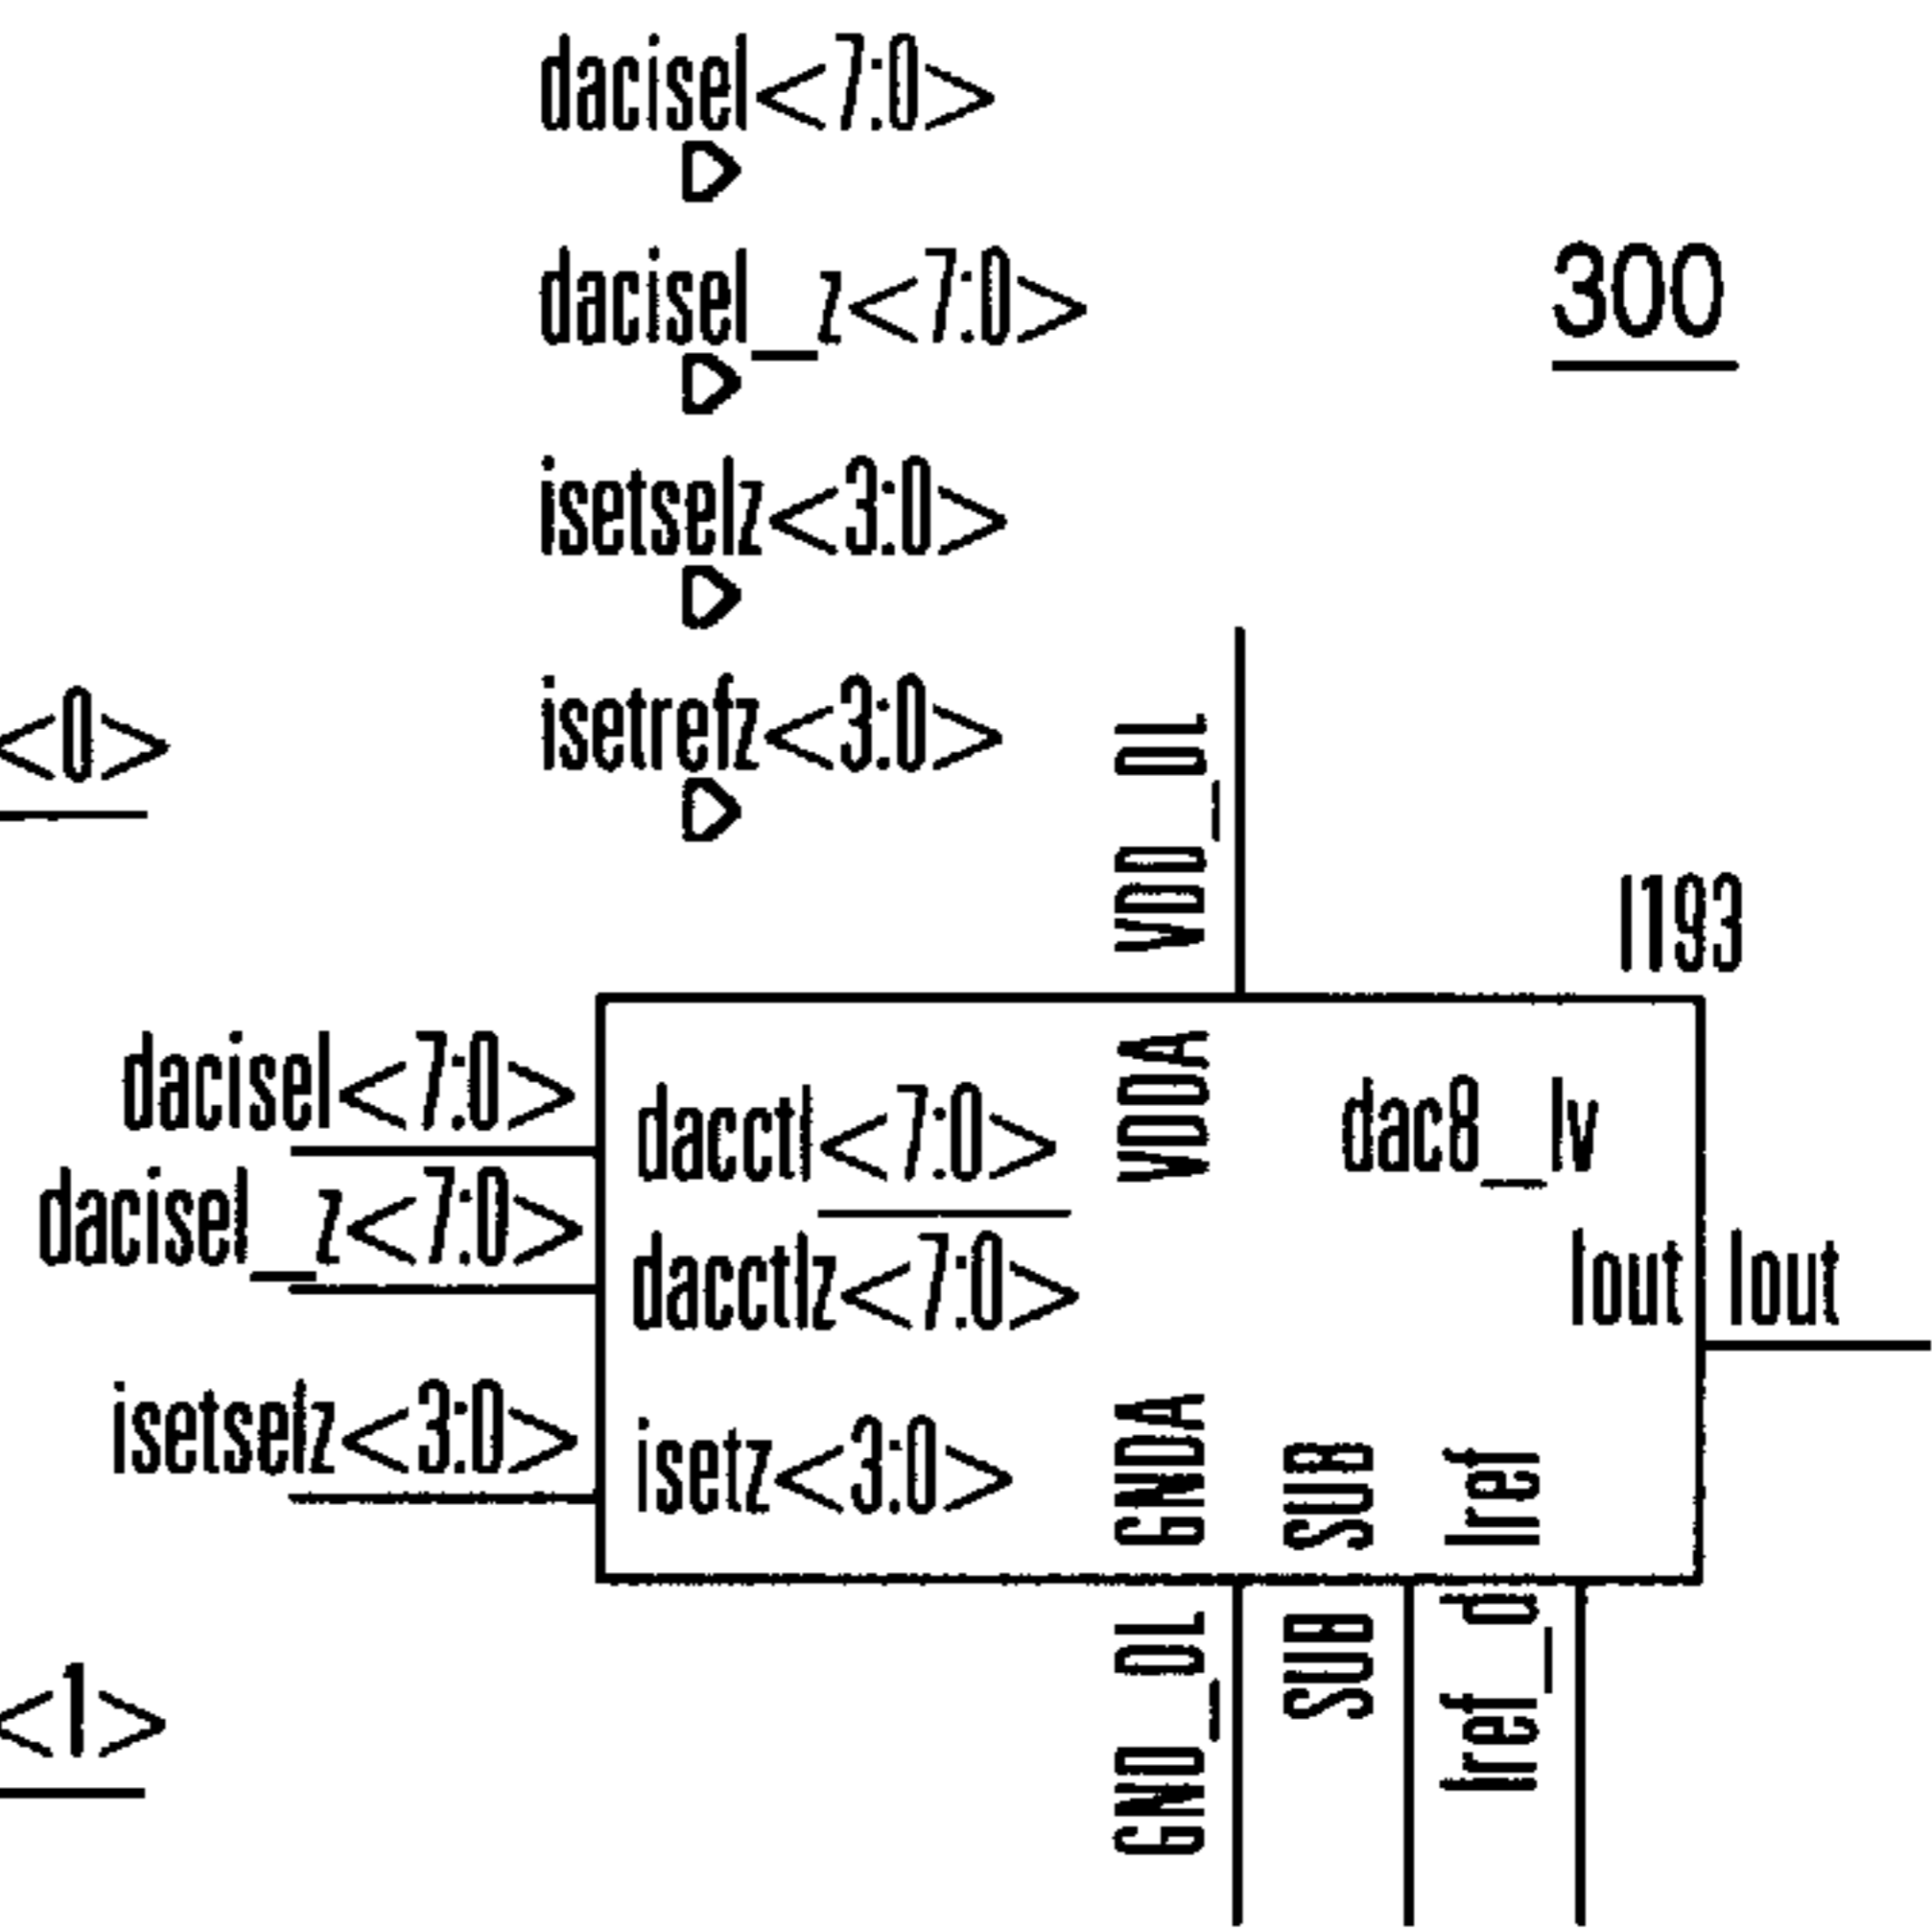 dacisel<7:0>
dacisel_z<7:0>
300
isetselz<3:0>
isetrefz<3:0>
<0>
VDD_DL
I193
dacisel<7:0>
dacctl<7:0>
VDDA
dac8_lv
dacisel_z<7:0>
dacctlz<7:0>
Iout
Iout
isetselz<3:0>
isetz<3:0>
GNDA
SUB
Iref
GND_DL
SUB
Iref_d
<1>